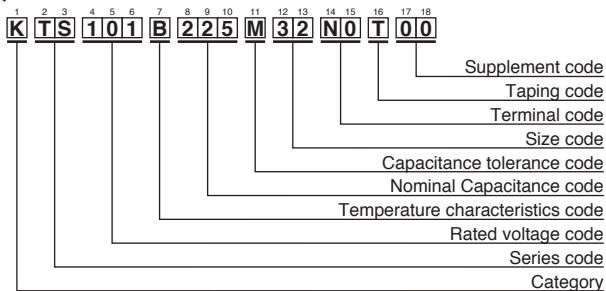 1 2 3 4 5 6 7 8 9 10 11 12 13 14 15 16 17 18
K T S 1 0 1 B 2 2 5 M 3 2 N 0 T 0 0
Supplement code
Taping code
Terminal code
Size code
Capacitance tolerance code
Nominal Capacitance code
Temperature characteristics code
Rated voltage code
Series code
Category